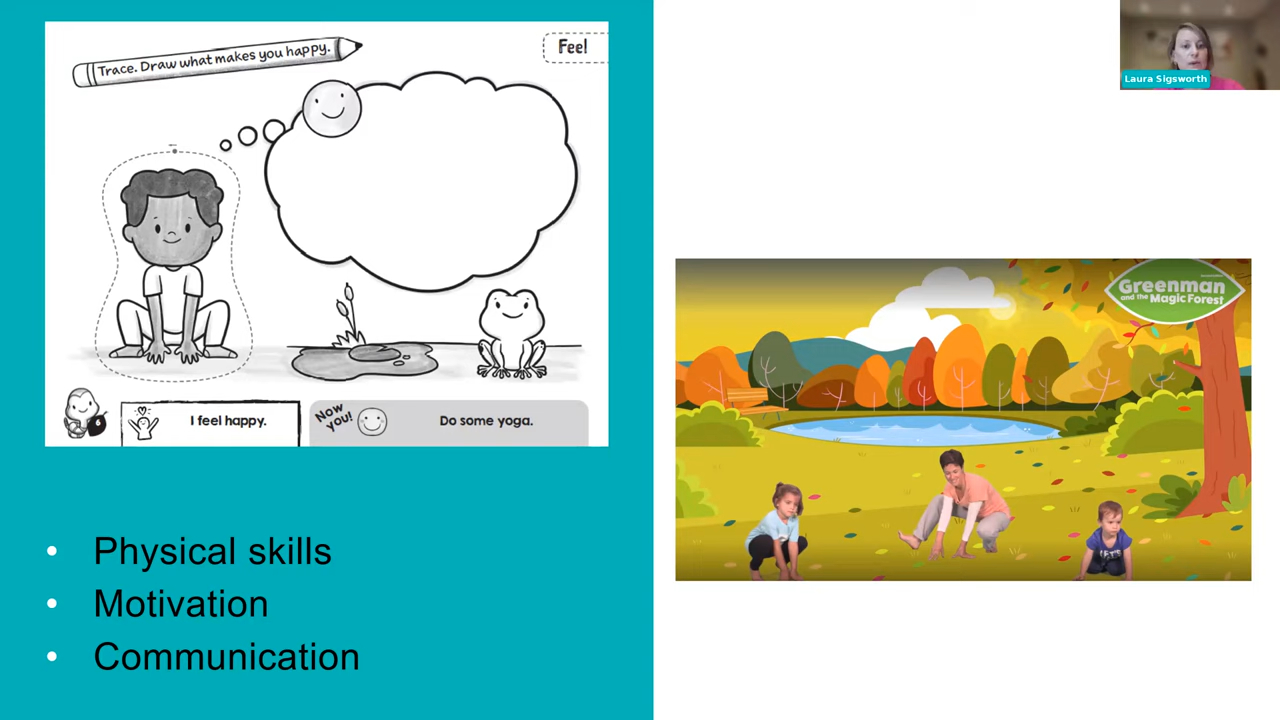 Trace. Draw what makes you happy.
Feel
6
I feel happy.
Now
you!
Do some yoga.
Physical skills
Motivation
Communication
Laura Sigsworth
Greenman
and the Magic Forest